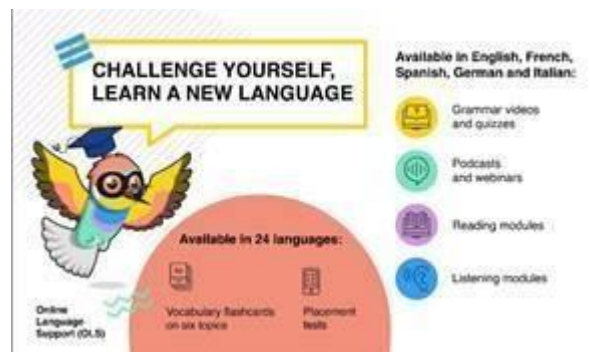 CHALLENGE YOURSELF,
LEARN A NEW LANGUAGE
Available in English, French,
Spanish, German and Italian:
Grammar videos
and quizzes
Podcasts
and webinars
Reading modules
Listening modules
Available in 24 languages:
Vocabulary flashcards
on six topics
Placement
tests
Online
Language
Support (OLS)